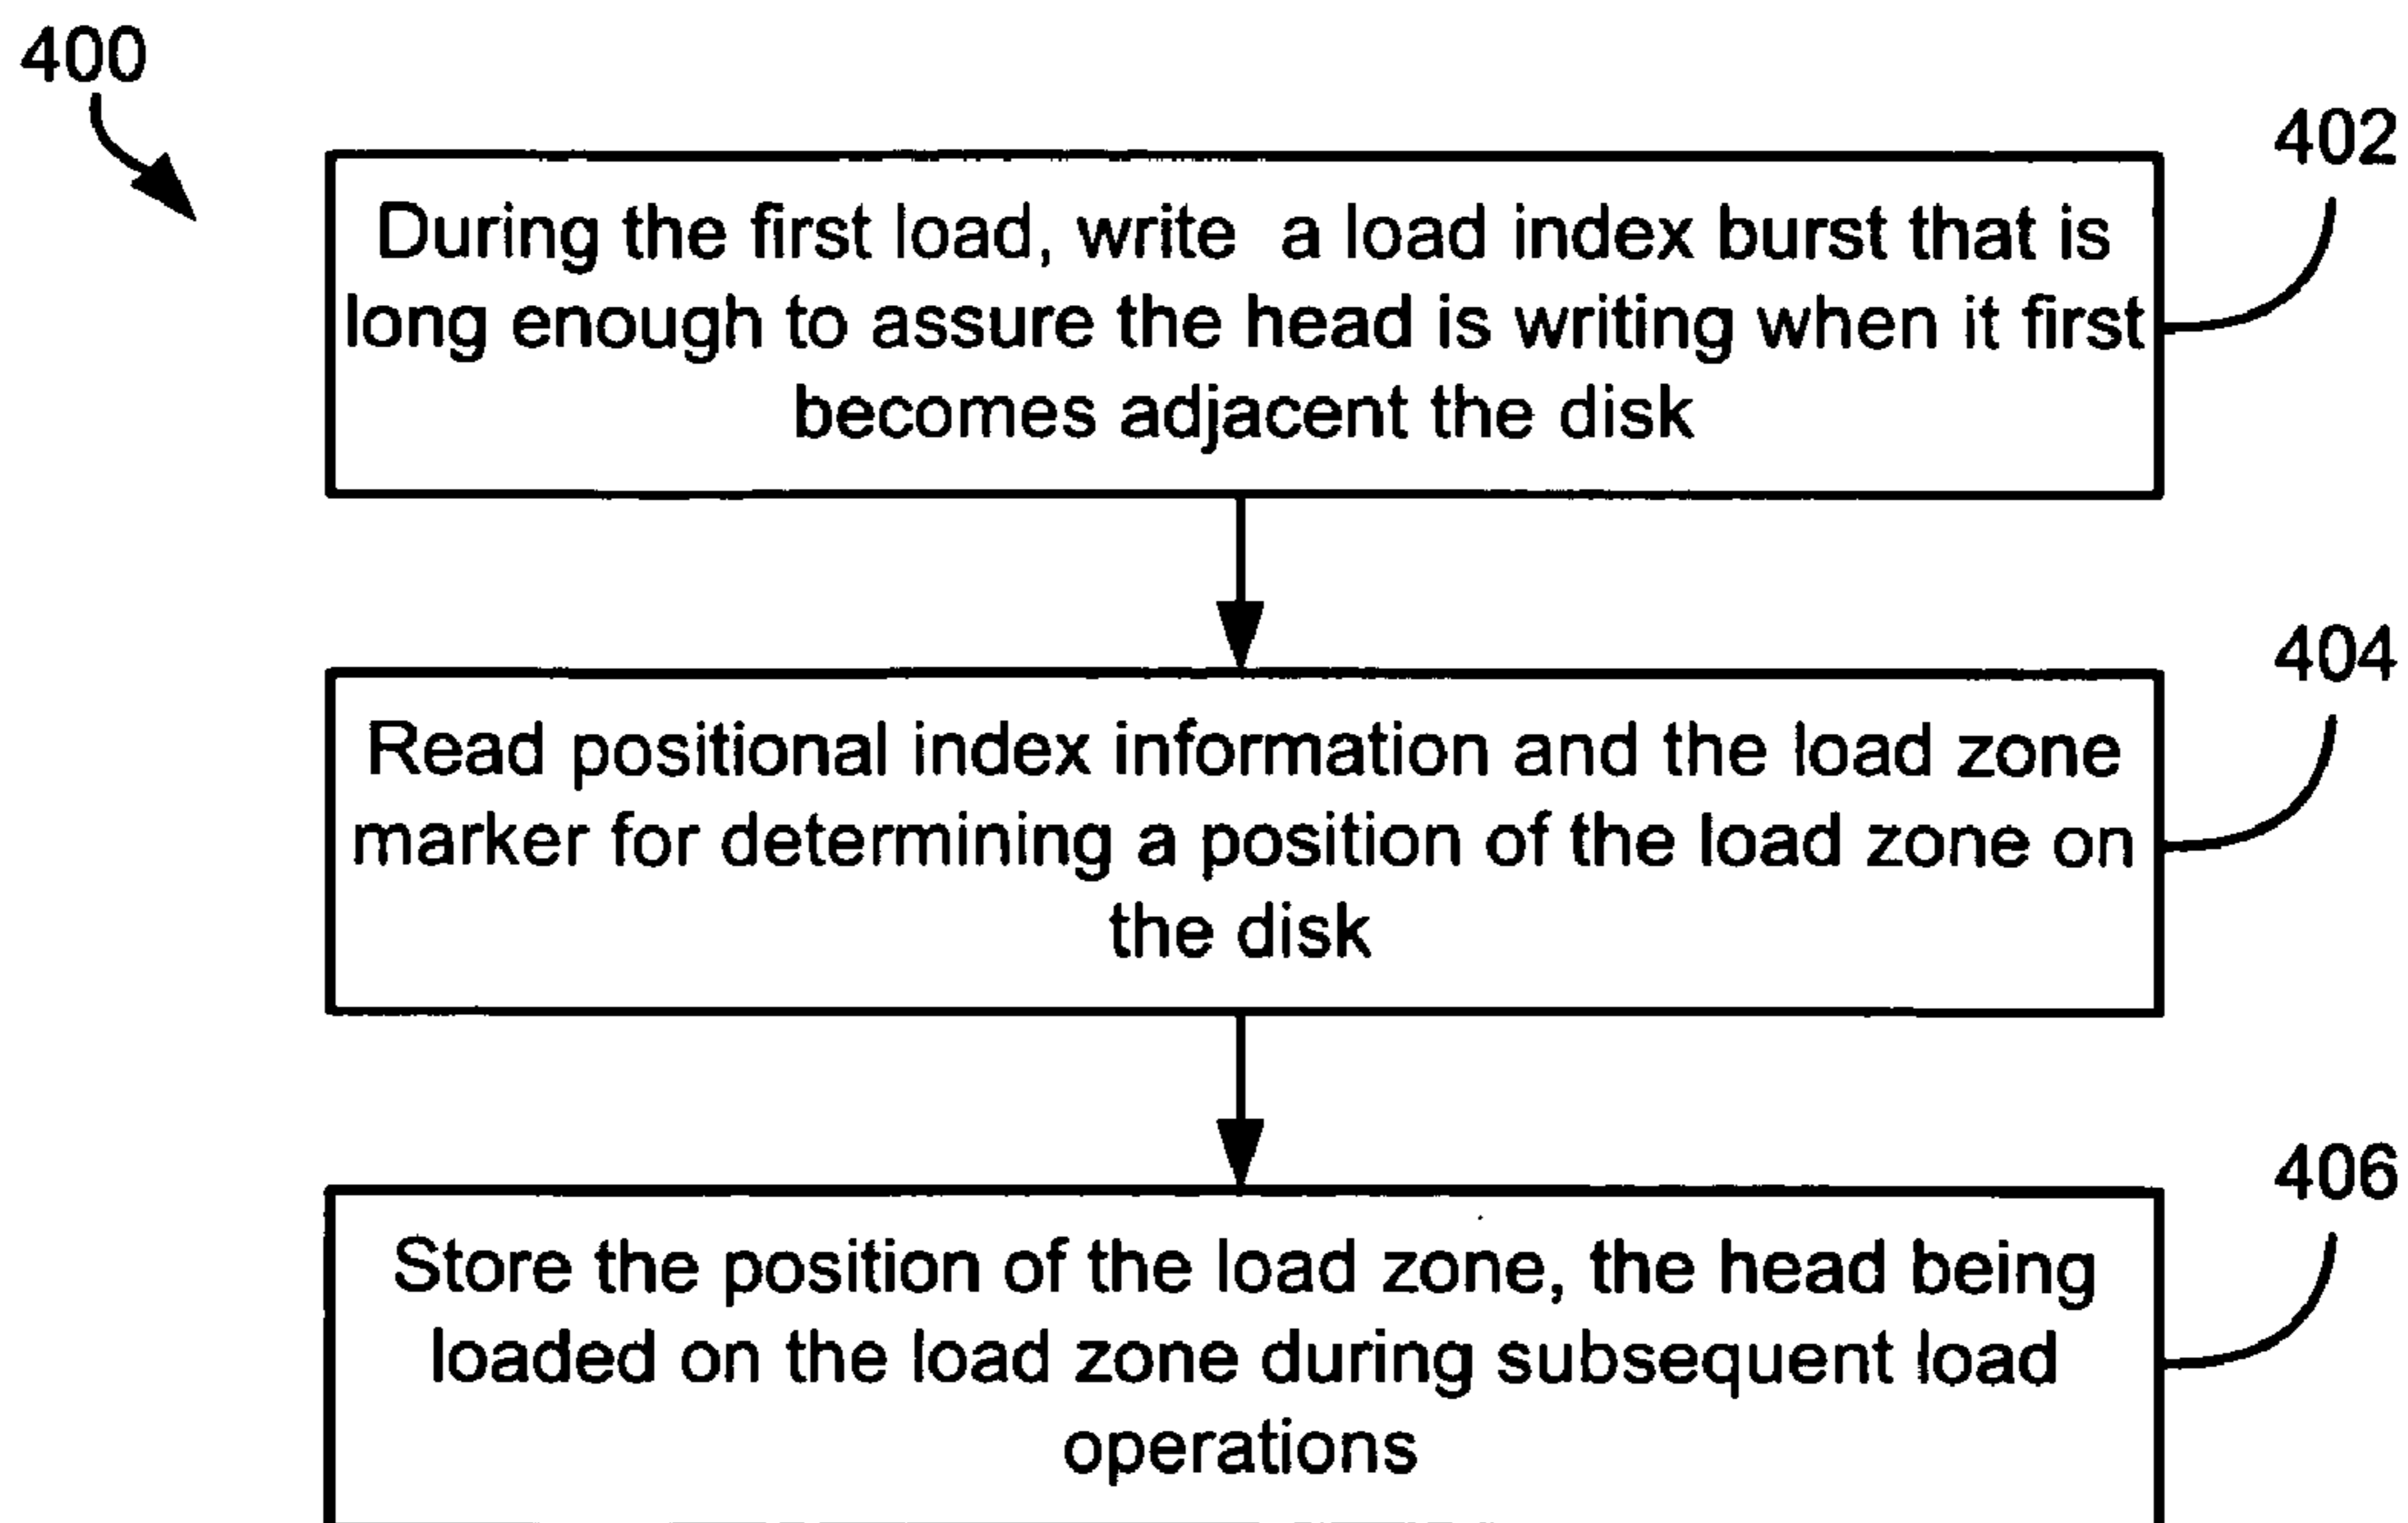 400
402
During the first load, write a load index burst that is
long enough to assure the head is writing when it first
becomes adjacent the disk
404
Read positional index information and the load zone
marker for determining a position of the load zone on
the disk
406
Store the position of the load zone, the head being
loaded on the load zone during subsequent load
operations